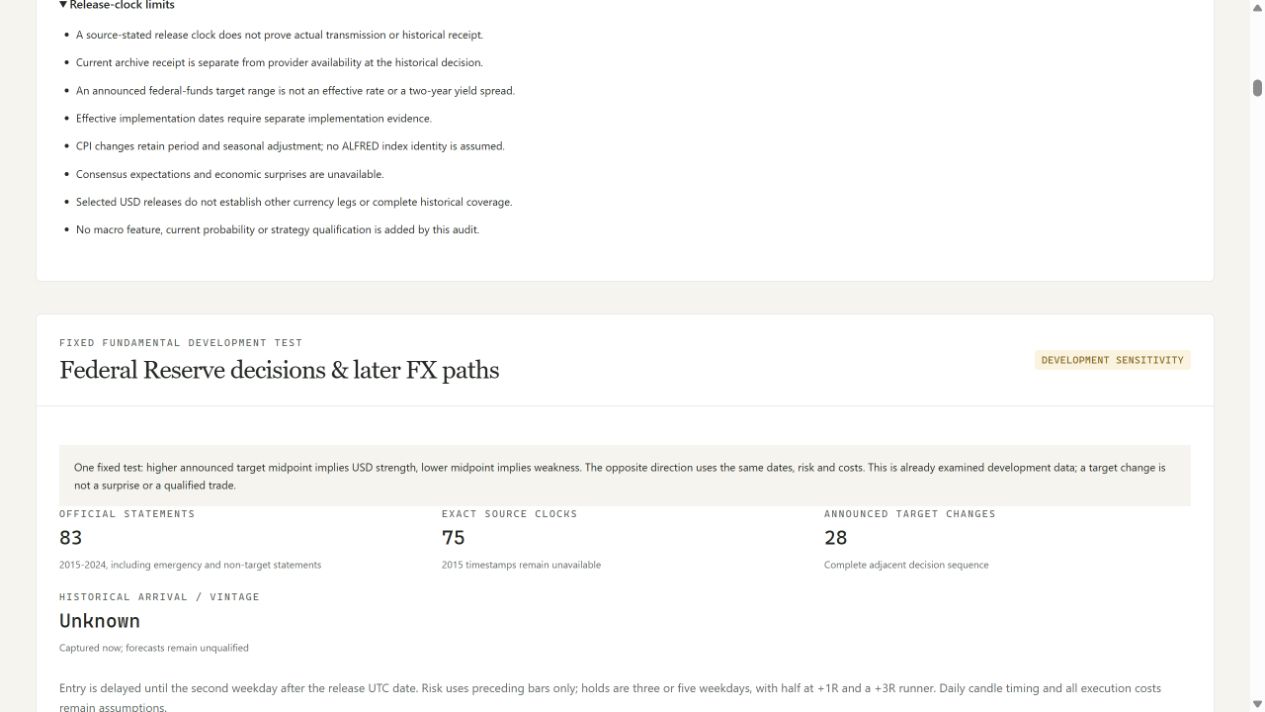 ▼ Release-clock limits
• A source-stated release clock does not prove actual transmission or historical receipt.
• Current archive receipt is separate from provider availability at the historical decision.
• An announced federal-funds target range is not an effective rate or a two-year yield spread.
• Effective implementation dates require separate implementation evidence.
• CPI changes retain period and seasonal adjustment; no ALFRED index identity is assumed.
• Consensus expectations and economic surprises are unavailable.
• Selected USD releases do not establish other currency legs or complete historical coverage.
• No macro feature, current probability or strategy qualification is added by this audit.
FIXED FUNDAMENTAL DEVELOPMENT TEST
Federal Reserve decisions & later FX paths
DEVELOPMENT SENSITIVITY
One fixed test: higher announced target midpoint implies USD strength, lower midpoint implies weakness. The opposite direction uses the same dates, risk and costs. This is already examined development data; a target change is
not a surprise or a qualified trade.
OFFICIAL STATEMENTS
83
2015-2024, including emergency and non-target statements
EXACT SOURCE CLOCKS
75
2015 timestamps remain unavailable
ANNOUNCED TARGET CHANGES
28
Complete adjacent decision sequence
HISTORICAL ARRIVAL / VINTAGE
Unknown
Captured now; forecasts remain unqualified
Entry is delayed until the second weekday after the release UTC date. Risk uses preceding bars only; holds are three or five weekdays, with half at +1R and a +3R runner. Daily candle timing and all execution costs
remain assumptions.